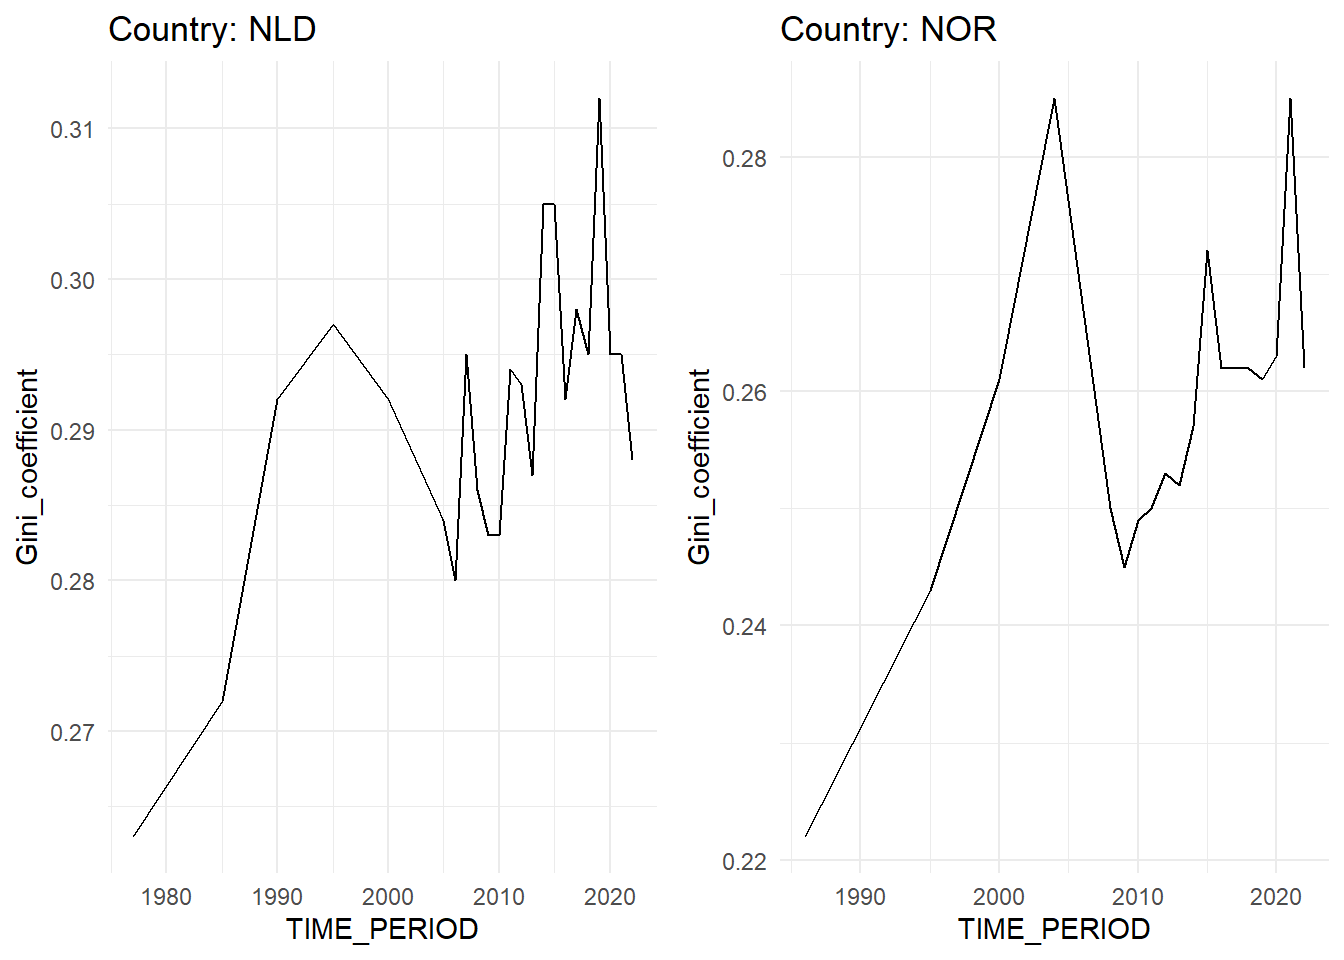 Country: NLD
0.31
0.30
0.29
0.28
0.27
Gini_coefficient
1980 1990 2000 2010 2020
TIME_PERIOD
Country: NOR
0.28
0.26
0.24
0.22
Gini_coefficient
1990 2000 2010 2020
TIME_PERIOD